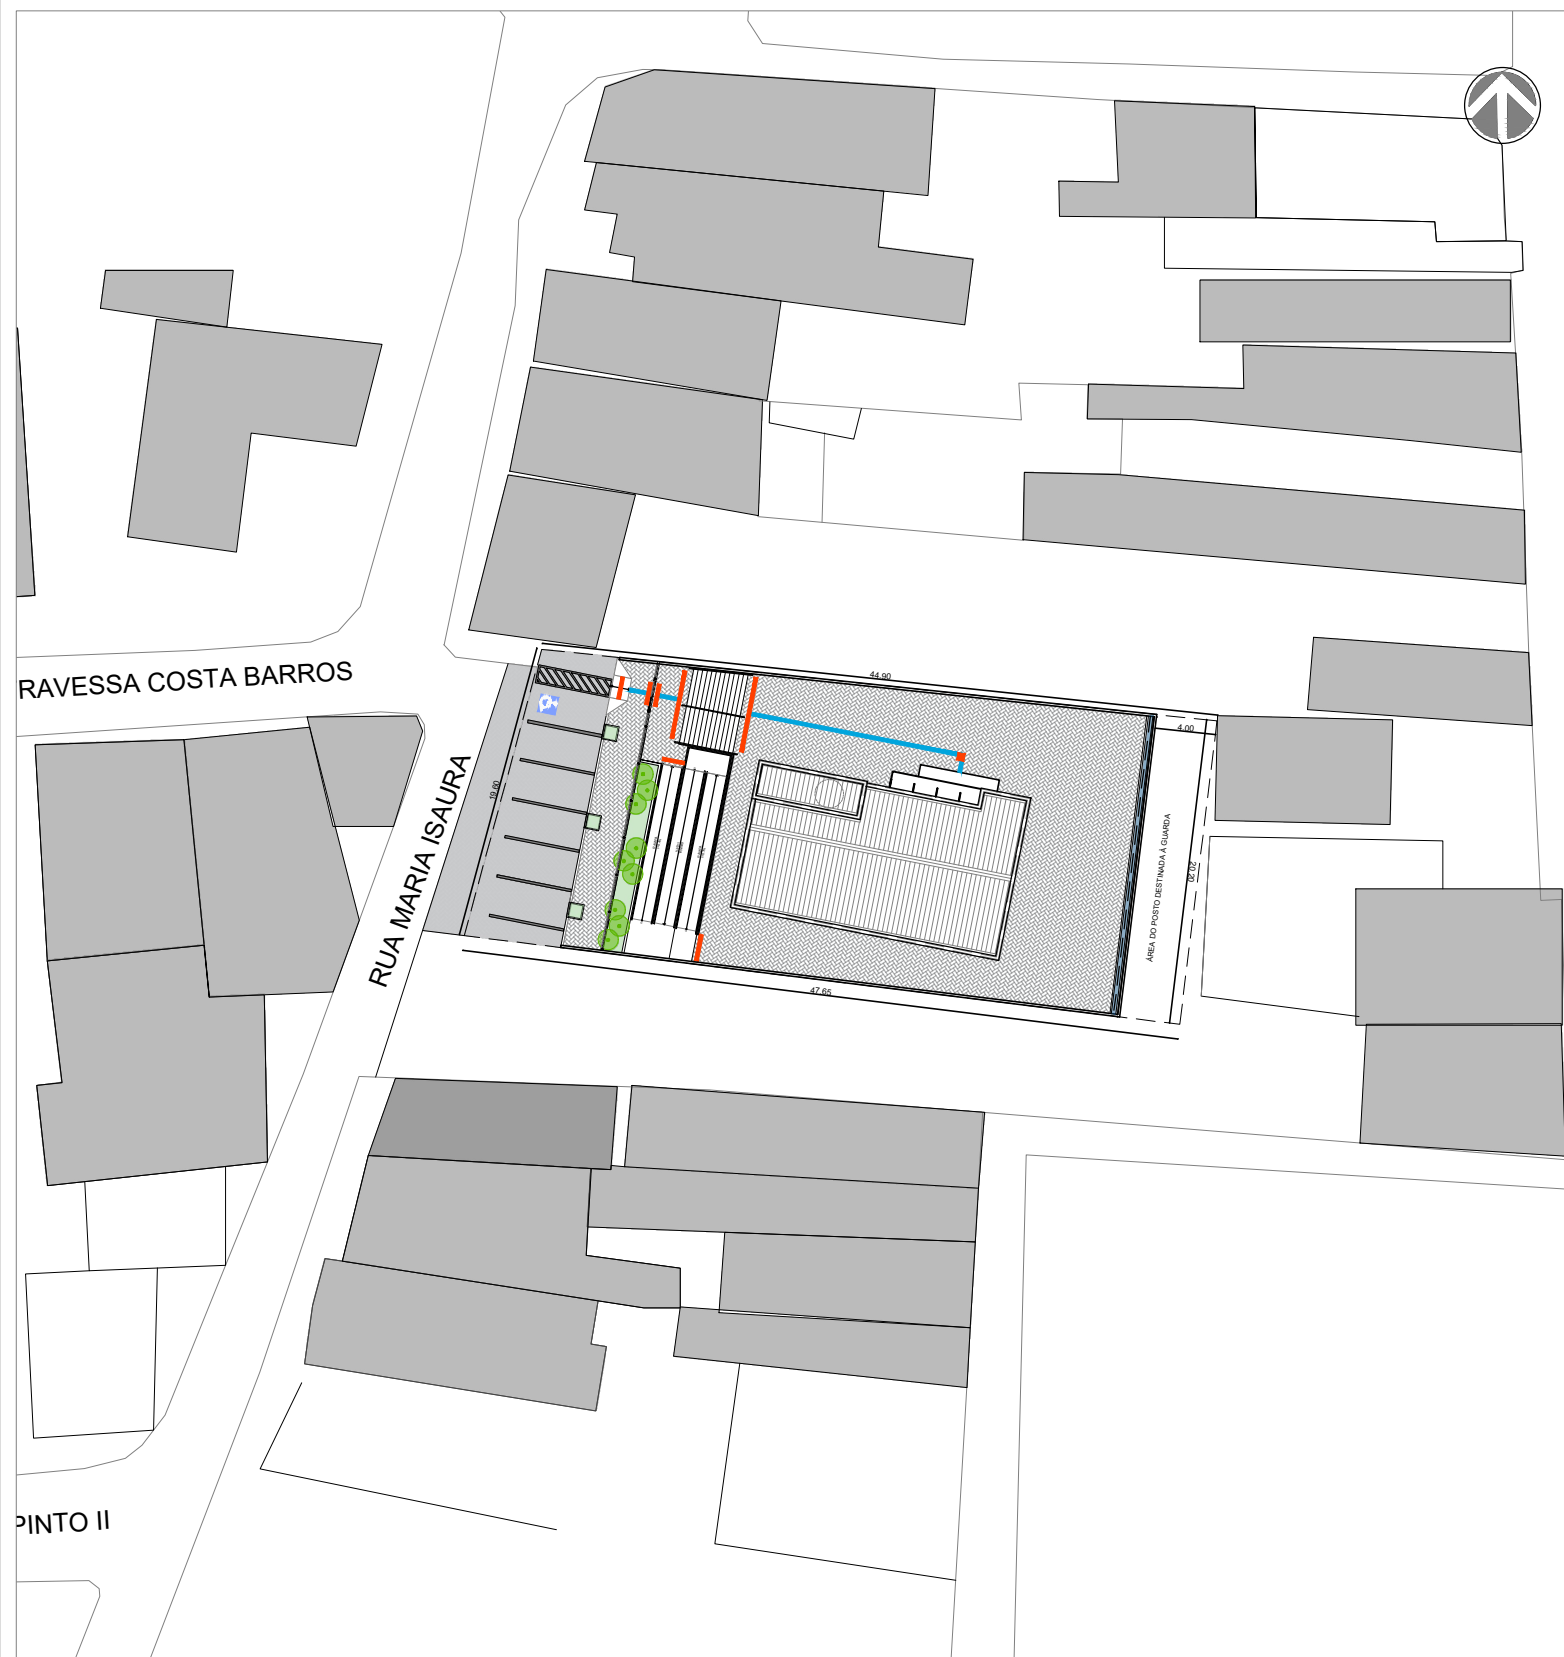 44.90
RAVESSA COSTA BARROS
4.00
19.60
RUA MARIA ISAURA
ÁREA DO POSTO DESTINADA À GUARDA
20.20
47.65
PINTO II